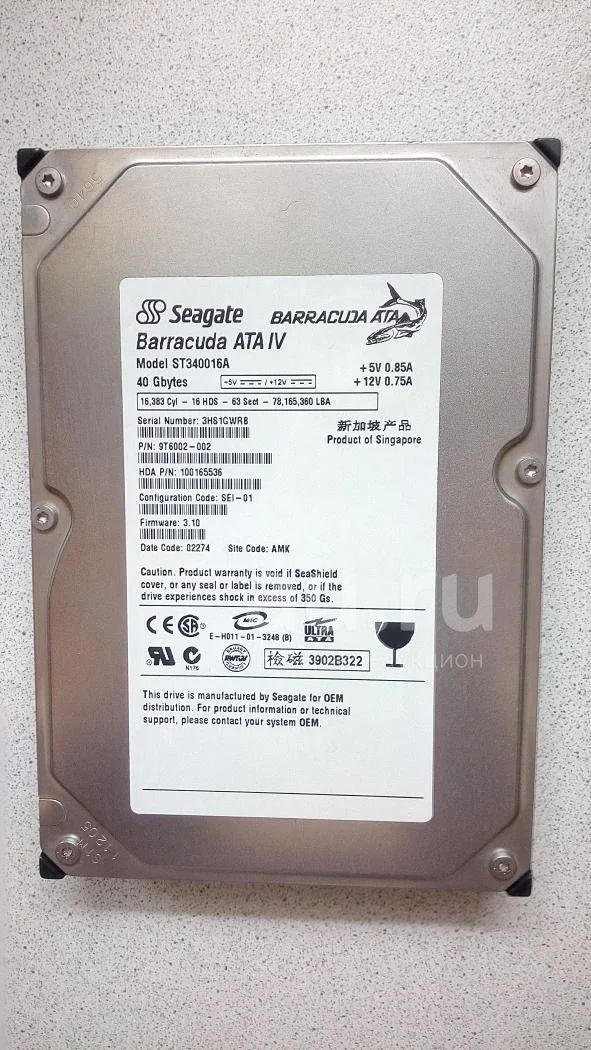 Seagate
BARRACUDA ATA
Barracuda ATA IV
Model ST340016A
+5V 0.85A
40 Gbytes
+5V / +12V
+12V 0.75A
16,383 Cyl - 16 HDS - 63 Sect - 78,165,360 LBA
Serial Number: 3HS1GWRB
新加坡产品
Product of Singapore
P/N: 9T6002-002
HDA P/N: 100165536
Configuration Code: SEI-01
Firmware: 3.10
Date Code: 02274 Site Code: AMK
Caution. Product warranty is void if SeaShield
cover, or any seal or label is removed, or if the
drive experiences shock in excess of 350 Gs.
CE SA MIC ULTRA
ATA
E-H011-01-3248 (B)
N176
檢磁 3902B322
This drive is manufactured by Seagate for OEM
distribution. For product information or technical
support, please contact your system OEM.
.ru